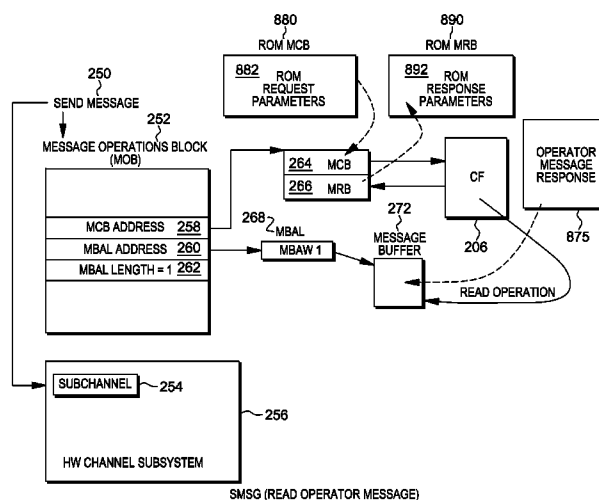 880
ROM MCB
882 ROM
REQUEST
PARAMETERS
890
ROM MRB
892 ROM
RESPONSE
PARAMETERS
250
SEND MESSAGE
252
MESSAGE OPERATIONS BLOCK
(MOB)
MCB ADDRESS 258
MBAL ADDRESS 260
MBAL LENGTH = 1 262
264 MCB
266 MRB
CF
206
OPERATOR
MESSAGE
RESPONSE
875
268 MBAL
MBAW 1
272
MESSAGE
BUFFER
READ OPERATION
SUBCHANNEL
254
256
HW CHANNEL SUBSYSTEM
SMSG (READ OPERATOR MESSAGE)